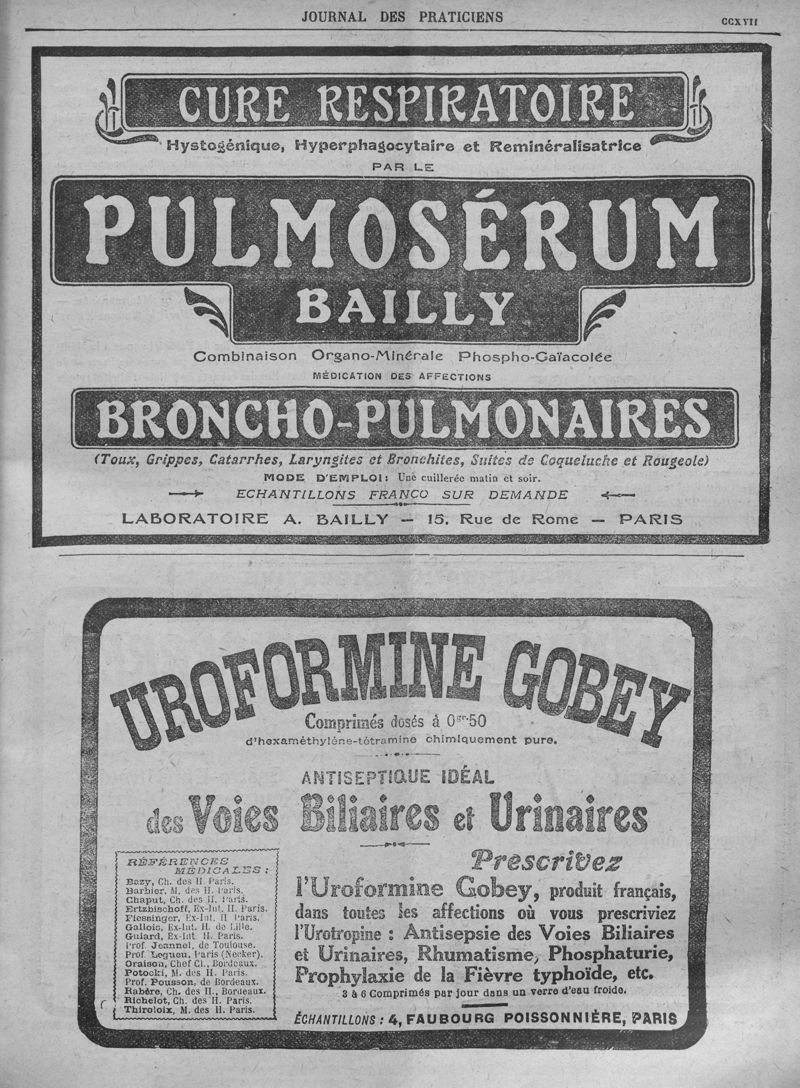 JOURNAL DES PRATICIENS
CCXVII
CURE RESPIRATOIRE
Hystogénique, Hyperphagocytaire et Reminéralisatrice
PAR LE
PULMOSÉRUM
BAILLY
Combinaison Organo-Minérale Phospho-Gaïacolée
MÉDICATION DES AFFECTIONS
BRONCHO-PULMONAIRES
(Toux, Grippes, Catarrhes, Laryngites et Bronchites, Suites de Coqueluche et Rougeole)
MODE D'EMPLOI: Une cuillerée matin et soir.
ECHANTILLONS FRANCO SUR DEMANDE
LABORATOIRE A. BAILLY — 15, Rue de Rome — PARIS
UROFORMINE GOBEY
Comprimés dosés à 0gr.50
d'hexaméthylène-tétramine chimiquement pure.
ANTISEPTIQUE IDÉAL
des Voies Biliaires et Urinaires
RÉFÉRENCES
MÉDICALES:
Bazy, Ch. des H. Paris.
Barbier, M. des H. Paris.
Chaput, Ch. des H. Paris.
Ertzbischoff, Ex-Int. H. Paris.
Fiessinger, Ex-Int. H Paris.
Gallois, Ex-Int. H. de Lille.
Guiard, Ex-Int H. Paris.
Prof. Jeannel, de Toulouse.
Prof. Legueu, Paris (Necker).
Oraison, Chef Cl., Bordeaux.
Potocki, M. des H. Paris.
Prof. Pousson, de Bordeaux.
Rabère, Ch. des H., Bordeaux.
Richelot, Ch. des H. Paris.
Thiroloix, M. des H. Paris.
Prescrivez
l'Uroformine Gobey, produit français,
dans toutes les affections où vous prescriviez
l'Urotropine : Antisepsie des Voies Biliaires
et Urinaires, Rhumatisme, Phosphaturie,
Prophylaxie de la Fièvre typhoïde, etc.
3 à 6 Comprimés par jour dans un verre d'eau froide.
ÉCHANTILLONS : 4, FAUBOURG POISSONNIÈRE, PARIS